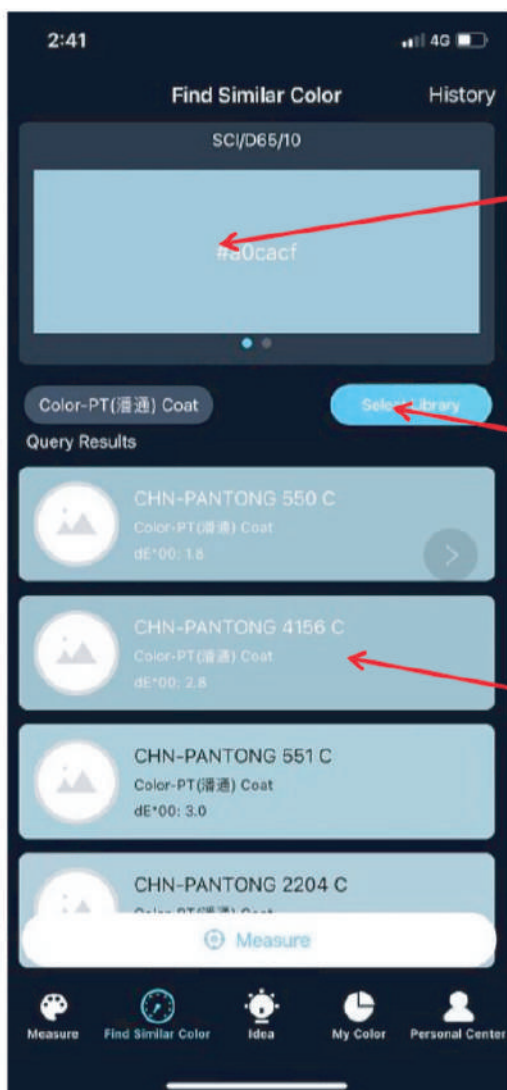 2:41
4G
Find Similar Color
History
SCI/D65/10
#a0cacf
Color-PT(潘通) Coat
Select Library
Query Results
CHN-PANTONG 550 C
Color-PT(潘通) Coat
dE*00: 1.8
CHN-PANTONG 4156 C
Color-PT(潘通) Coat
dE*00: 2.8
CHN-PANTONG 551 C
Color-PT(潘通) Coat
dE*00: 3.0
CHN-PANTONG 2204 C
Measure
Measure
Find Similar Color
Idea
My Color
Personal Center